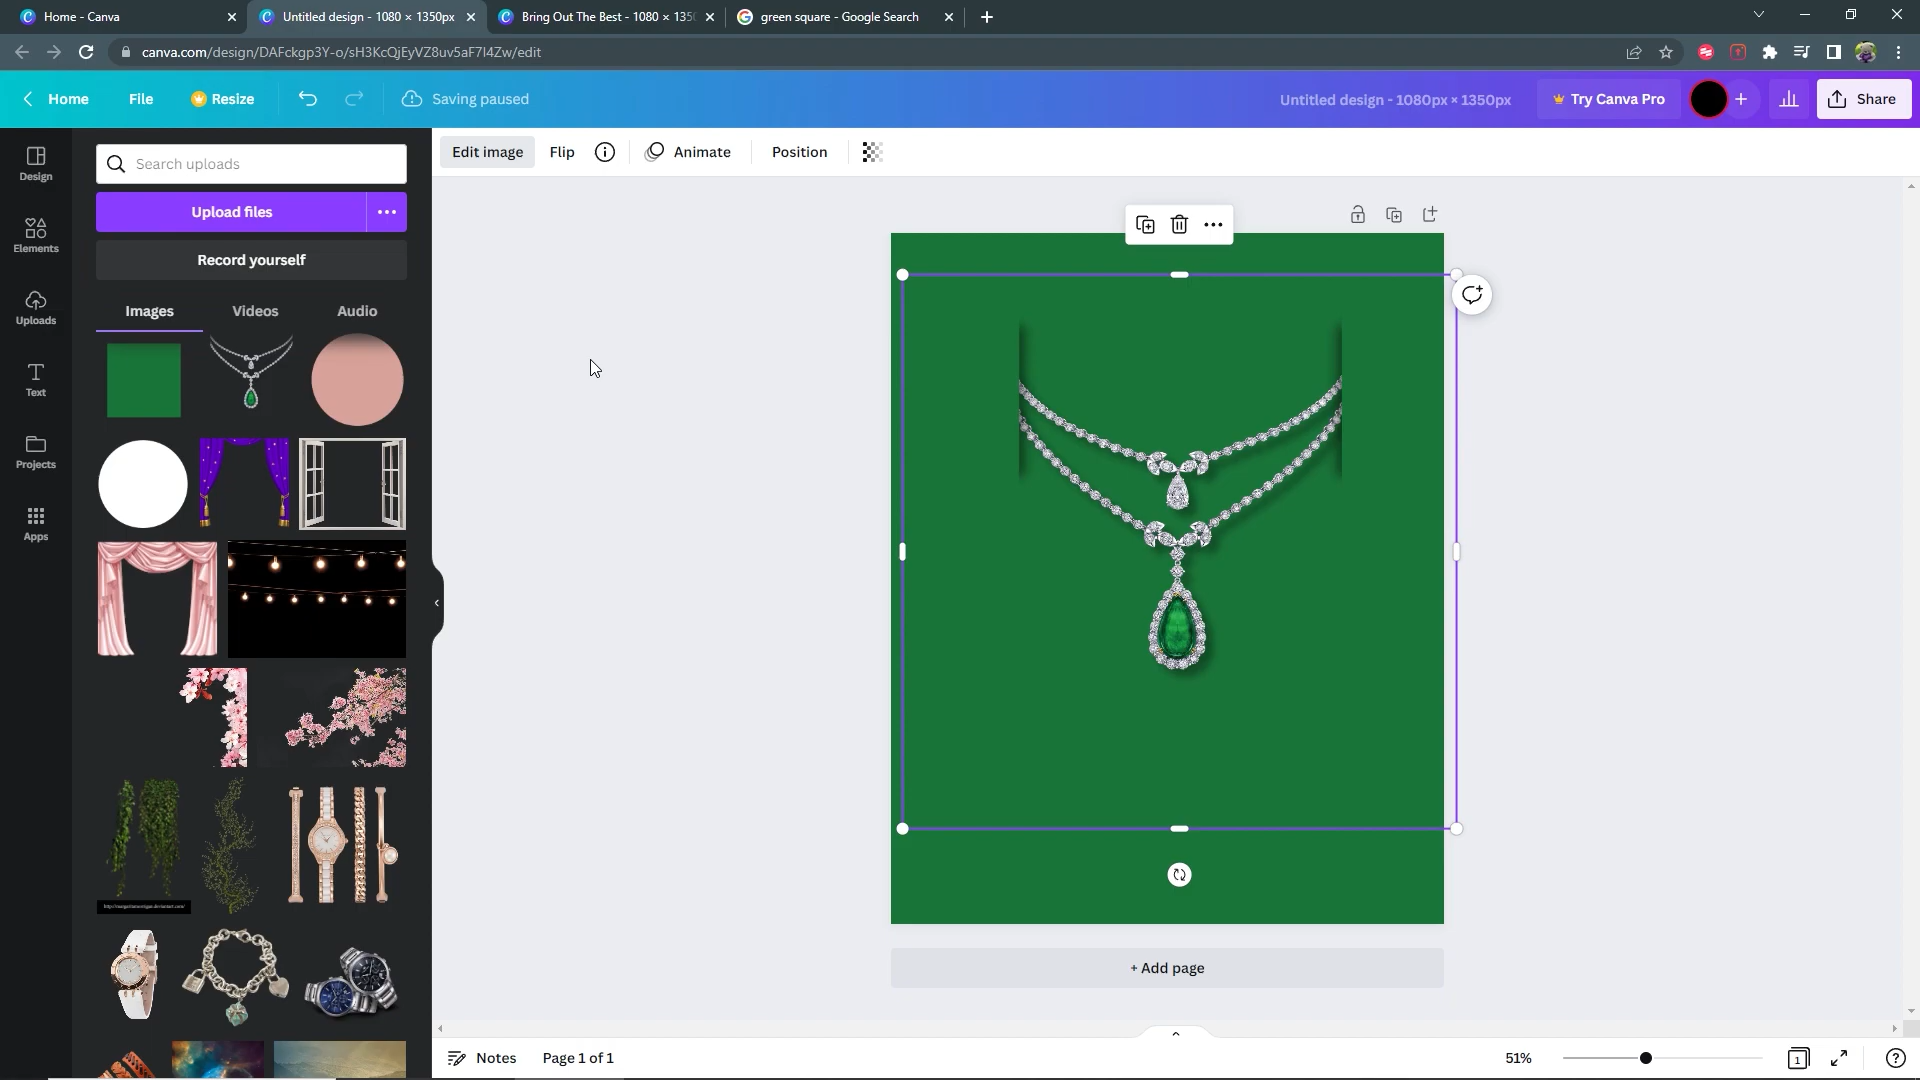 Home - Canva
Untitled design - 1080 × 1350px
Bring Out The Best - 1080 × 135
green square - Google Search
canva.com/design/DAFckgp3Y-o/sH3KcQjEyVZ8uv5aF7I4Zw/edit
Home
File
Resize
Saving paused
Untitled design - 1080px × 1350px
Try Canva Pro
Share
Design
Elements
Uploads
Text
Projects
Apps
Search uploads
Upload files
Record yourself
Images
Videos
Audio
Edit image
Flip
Animate
Position
+ Add page
Notes
Page 1 of 1
51%
1